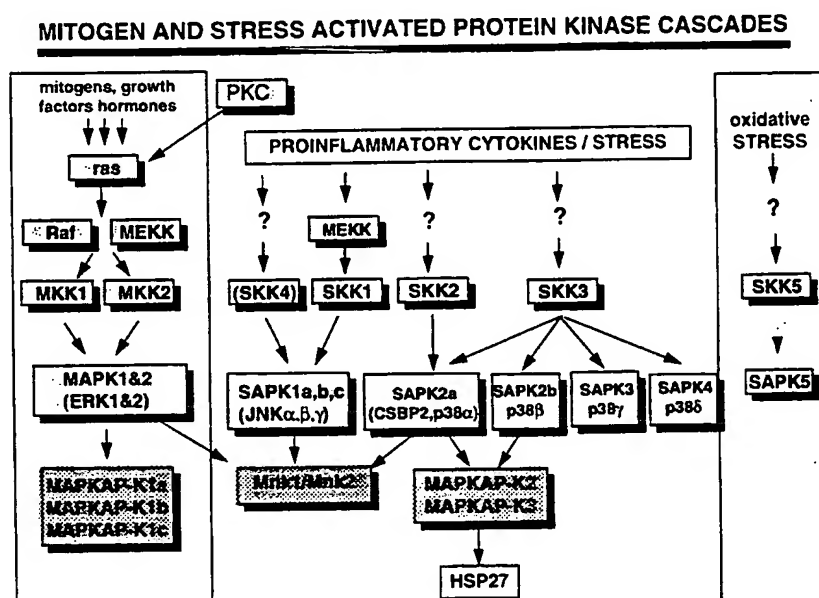 MITOGEN AND STRESS ACTIVATED PROTEIN KINASE CASCADES
mitogens, growth
factors hormones
PKC
ras
Raf
MEKK
MKK1
MKK2
MAPK1&2
(ERK1&2)
MAPKAP-K1a
MAPKAP-K1b
MAPKAP-K1c
PROINFLAMMATORY CYTOKINES / STRESS
?
MEKK
?
?
(SKK4)
SKK1
SKK2
SKK3
SAPK1a,b,c
(JNKα,β,γ)
SAPK2a
(CSBP2,p38α)
SAPK2b
p38β
SAPK3
p38γ
SAPK4
p38δ
Mnk1/Mnk2
MAPKAP-K2
MAPKAP-K3
HSP27
oxidative
STRESS
?
SKK5
SAPK5